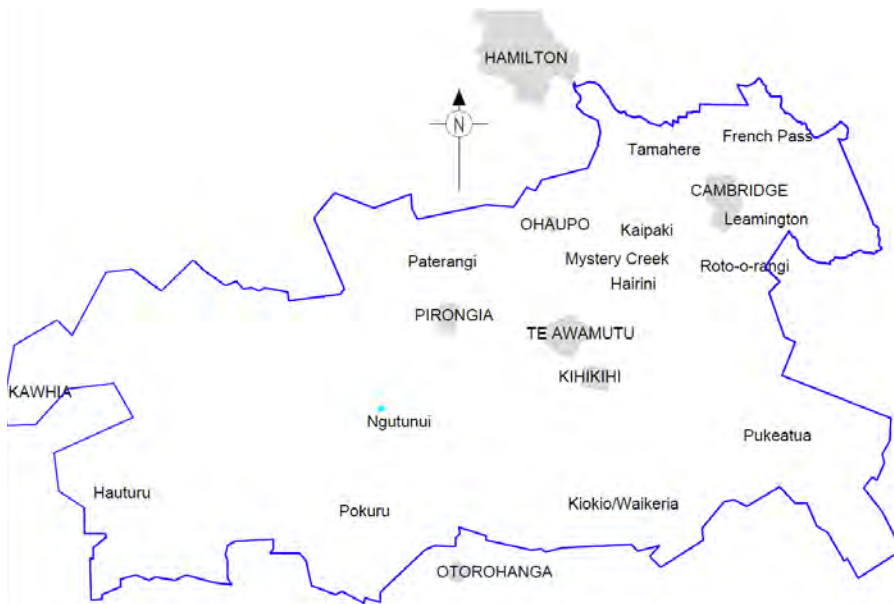 HAMILTON
N
French Pass
Tamahere
CAMBRIDGE
Leamington
OHAUPO
Kaipaki
Paterangi
Mystery Creek
Roto-o-rangi
Hairini
PIRONGIA
TE AWAMUTU
KIHIKIHI
KAWHIA
Ngutunui
Pukeatua
Hauturu
Kiokio/Waikeria
Pokuru
OTOROHANGA